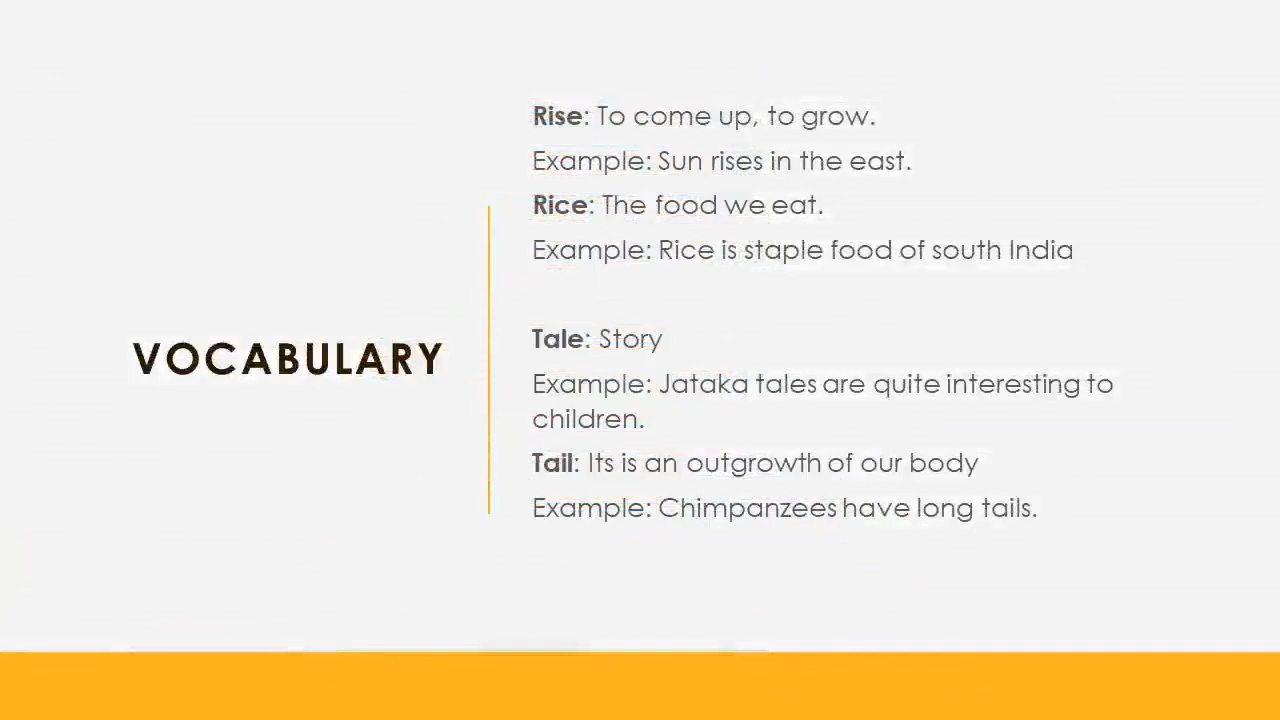 VOCABULARY
Rise: To come up, to grow.
Example: Sun rises in the east.
Rice: The food we eat.
Example: Rice is staple food of south India
Tale: Story
Example: Jataka tales are quite interesting to
children.
Tail: Its is an outgrowth of our body
Example: Chimpanzees have long tails.